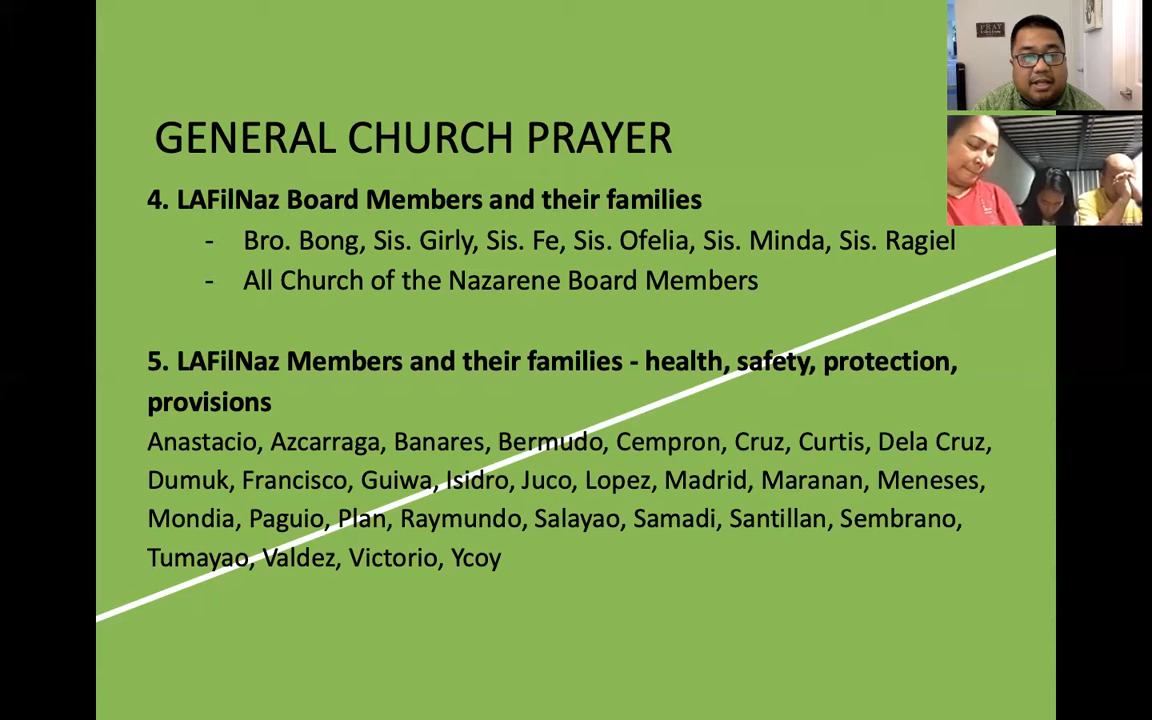 PRAY
GENERAL CHURCH PRAYER
4. LAFilNaz Board Members and their families
- Bro. Bong, Sis. Girly, Sis. Fe, Sis. Ofelia, Sis. Minda, Sis. Ragiel
- All Church of the Nazarene Board Members
5. LAFilNaz Members and their families - health, safety, protection,
provisions
Anastacio, Azcarraga, Banares, Bermudo, Cempron, Cruz, Curtis, Dela Cruz,
Dumuk, Francisco, Guiwa, Isidro, Juco, Lopez, Madrid, Maranan, Meneses,
Mondia, Paguio, Plan, Raymundo, Salayao, Samadi, Santillan, Sembrano,
Tumayao, Valdez, Victorio, Ycoy